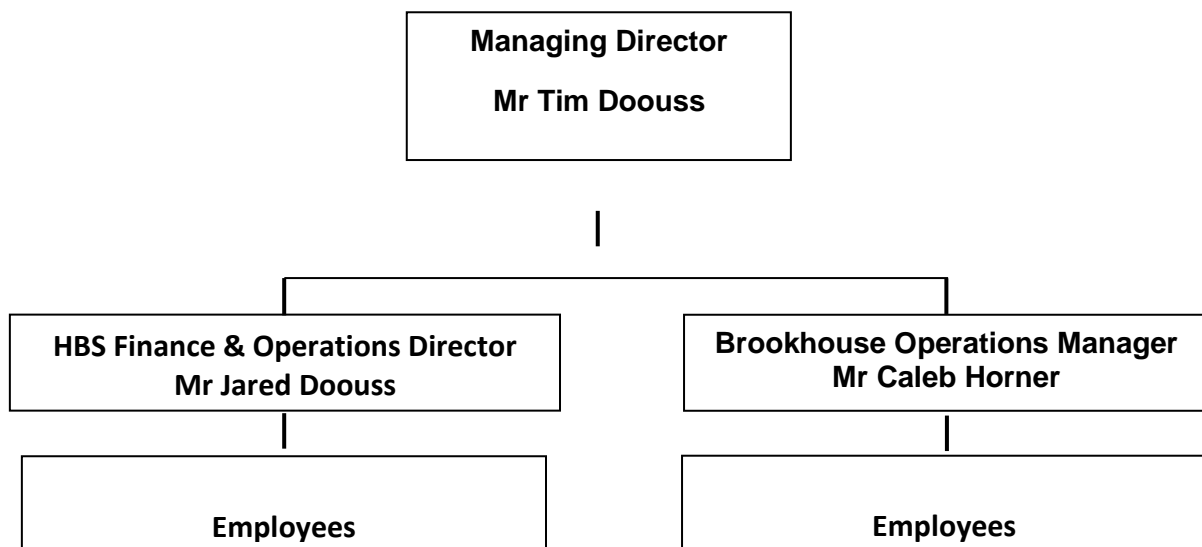 Managing Director
Mr Tim Doouss
HBS Finance & Operations Director
Mr Jared Doouss
Brookhouse Operations Manager
Mr Caleb Horner
Employees
Employees